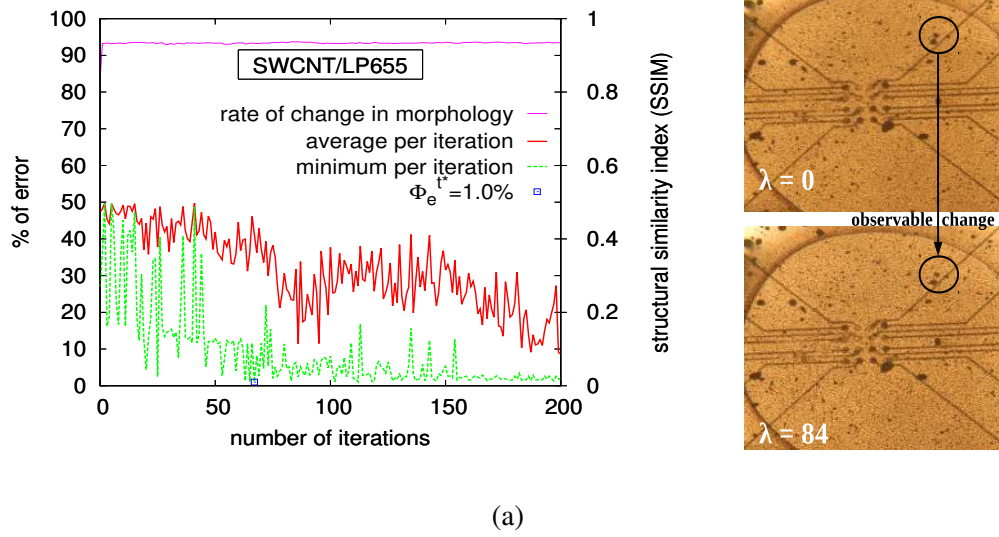 SWCNT/LP655
rate of change in morphology
average per iteration
minimum per iteration
Φ_e^{t*}=1.0%
% of error
100
90
80
70
60
50
40
30
20
10
0
0 50 100 150 200
number of iterations
1
0.8
0.6
0.4
0.2
0
structural similarity index (SSIM)
λ = 0
observable change
λ = 84
(a)